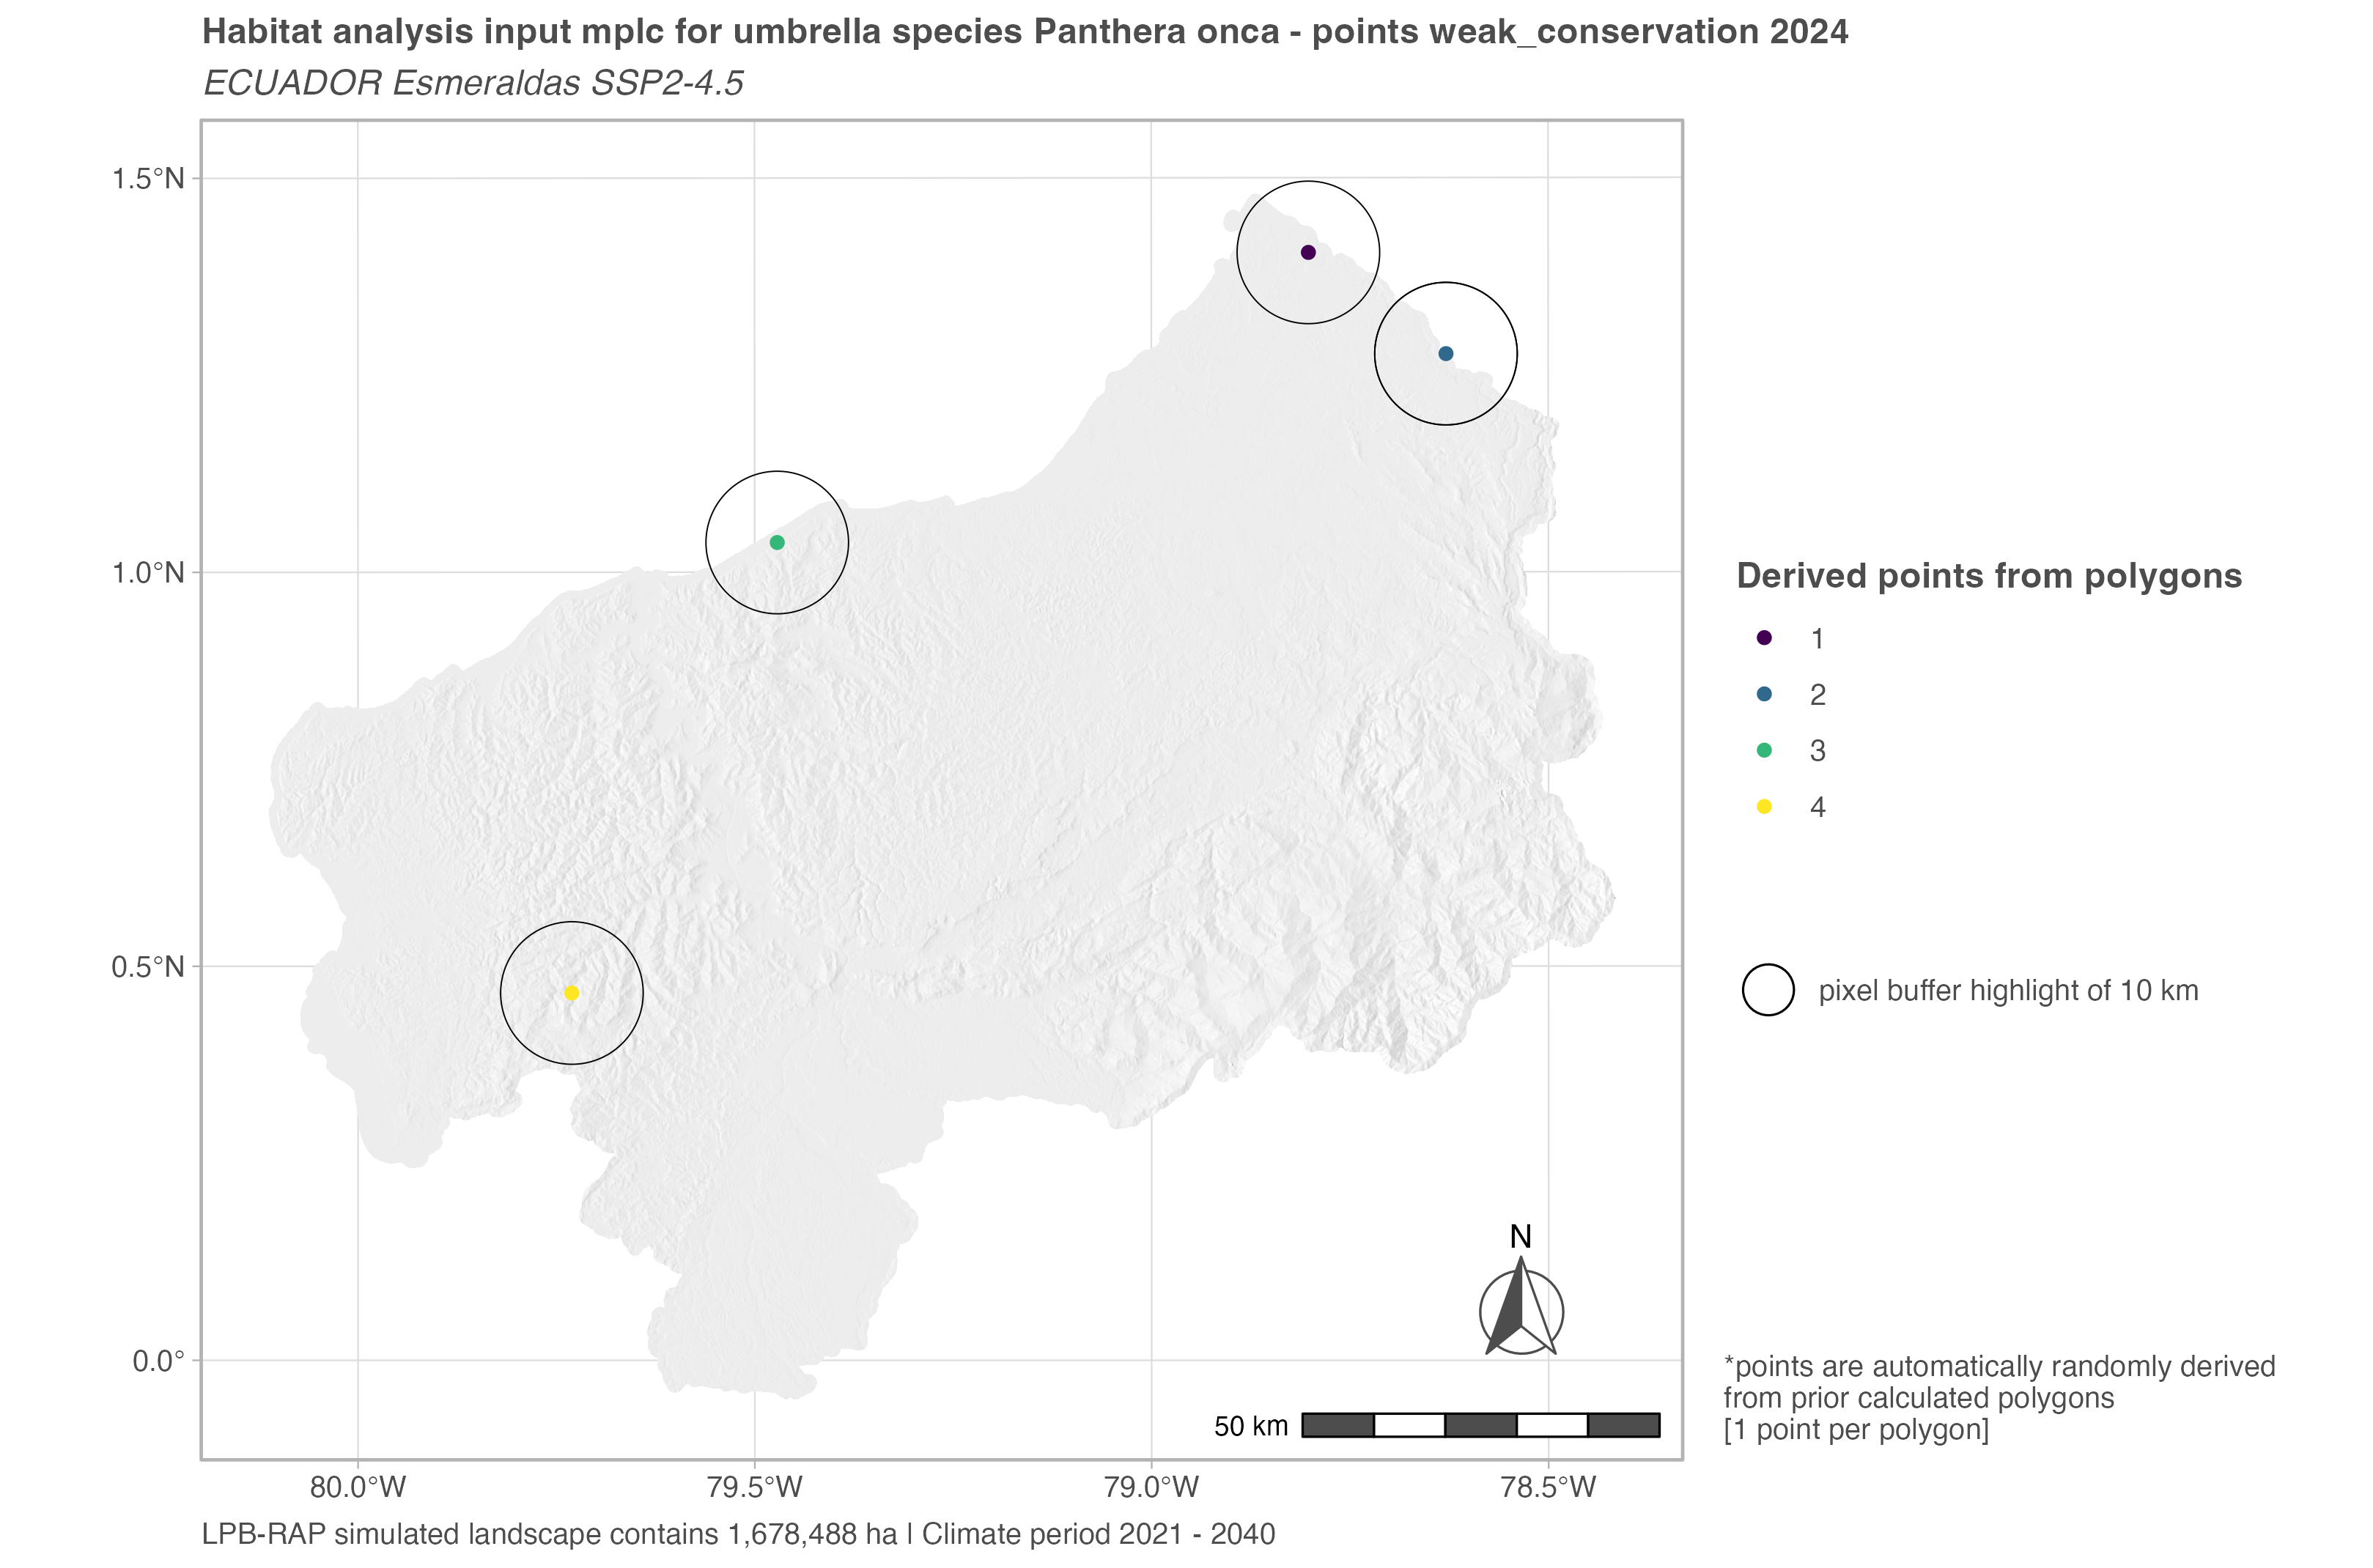 Habitat analysis input mplc for umbrella species Panthera onca - points weak_conservation 2024
ECUADOR Esmeraldas SSP2-4.5
1.5°N
1.0°N
0.5°N
0.0°
80.0°W
79.5°W
79.0°W
78.5°W
N
50 km
Derived points from polygons
1
2
3
4
pixel buffer highlight of 10 km
*points are automatically randomly derived
from prior calculated polygons
[1 point per polygon]
LPB-RAP simulated landscape contains 1,678,488 ha | Climate period 2021 - 2040